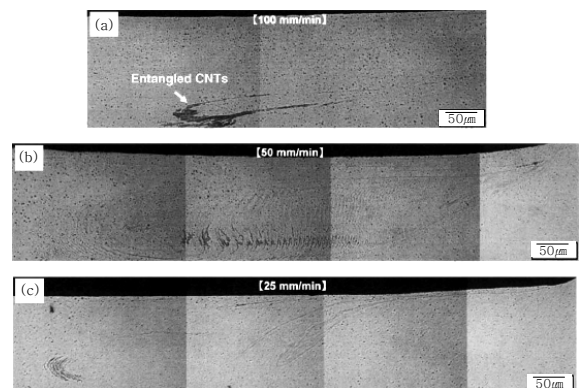 (a)
【100 mm/min】
Entangled CNTs
50㎛
(b)
【50 mm/min】
50㎛
(c)
【25 mm/min】
50㎛